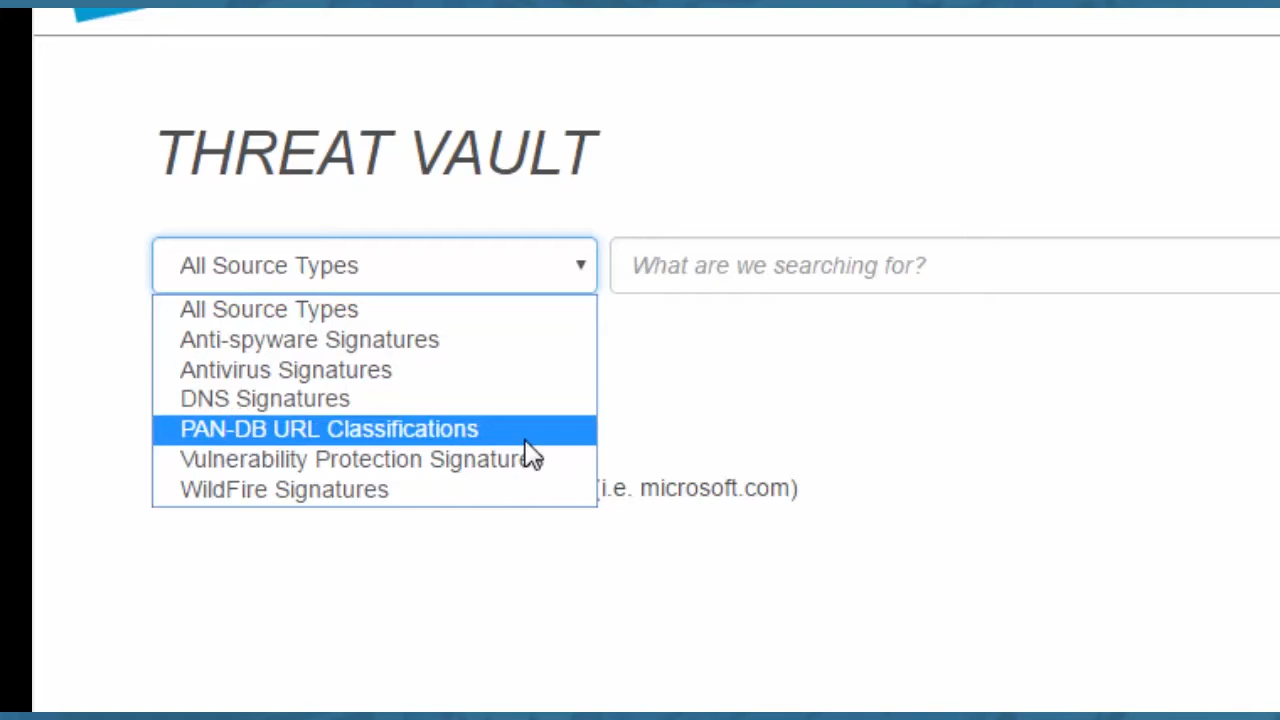 THREAT VAULT
All Source Types
What are we searching for?
All Source Types
Anti-spyware Signatures
Antivirus Signatures
DNS Signatures
PAN-DB URL Classifications
Vulnerability Protection Signatures
WildFire Signatures
(i.e. microsoft.com)